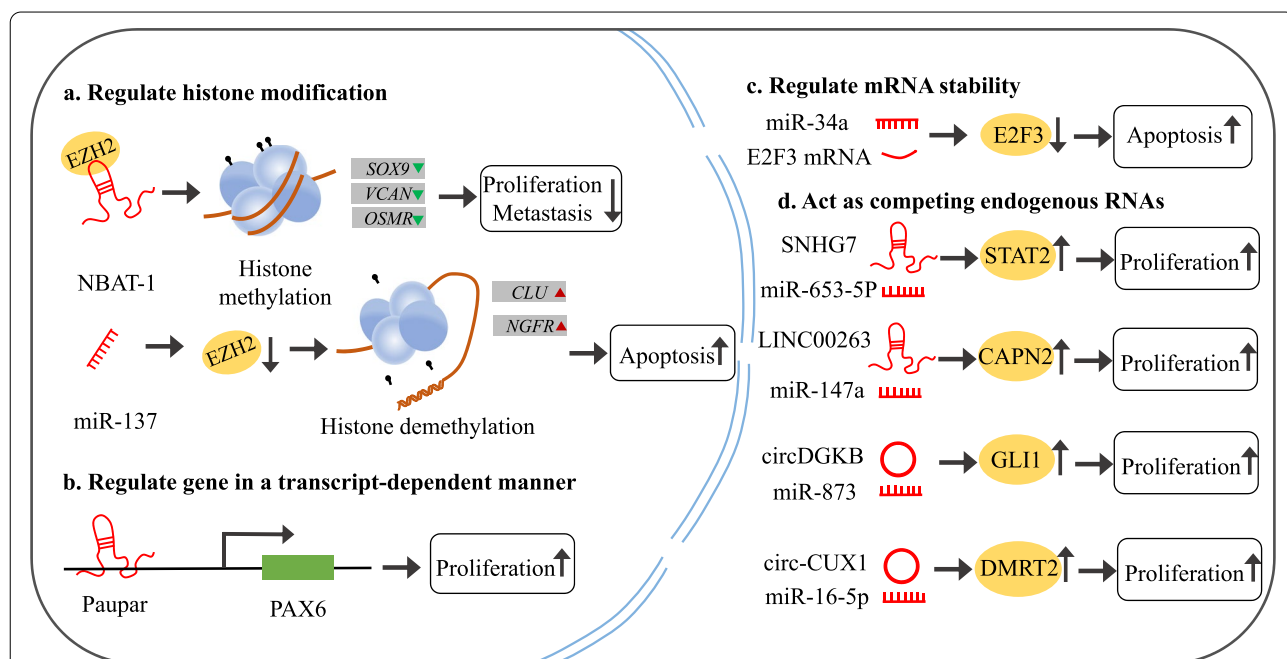 a. Regulate histone modification
EZH2
SOX9
VCAN
OSMR
Proliferation
Metastasis
NBAT-1
Histone
methylation
EZH2
CLU
NGFR
Apoptosis
miR-137
Histone demethylation
b. Regulate gene in a transcript-dependent manner
Paupar
PAX6
Proliferation
c. Regulate mRNA stability
miR-34a
E2F3 mRNA
E2F3
Apoptosis
d. Act as competing endogenous RNAs
SNHG7
miR-653-5P
STAT2
Proliferation
LINC00263
miR-147a
CAPN2
Proliferation
circDGKB
miR-873
GLI1
Proliferation
circ-CUX1
miR-16-5p
DMRT2
Proliferation